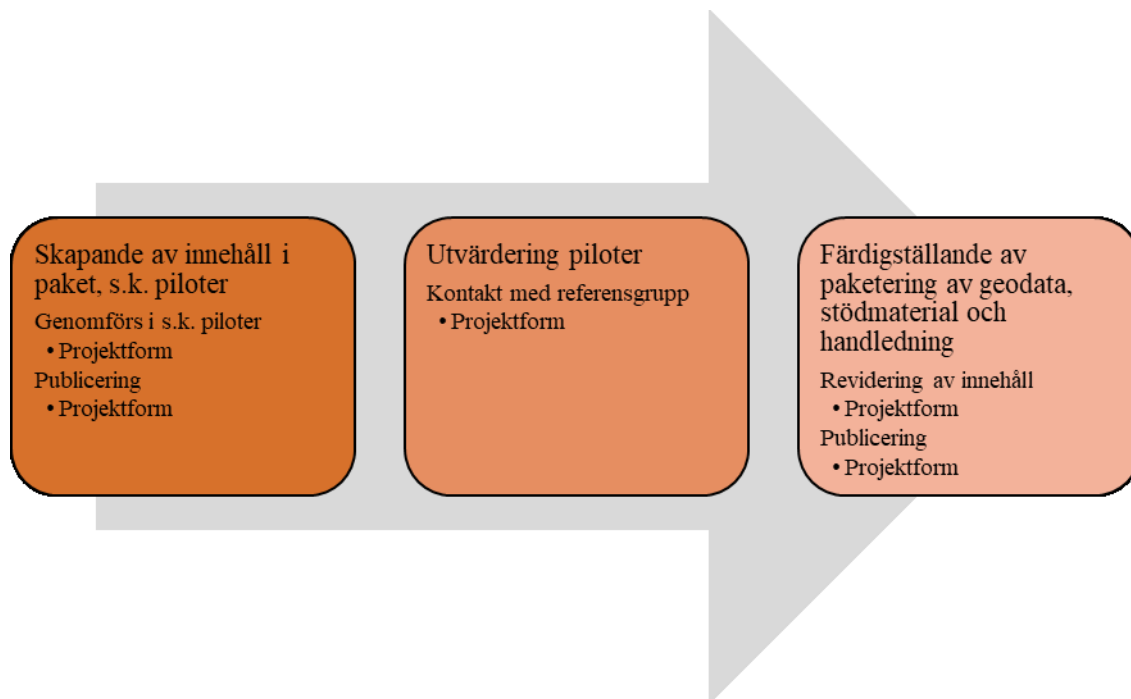 Skapande av innehåll i
paket, s.k. piloter
Genomförs i s.k. piloter
• Projektform
Publicering
• Projektform
Utvärdering piloter
Kontakt med referensgrupp
• Projektform
Färdigställande av
paketering av geodata,
stödmaterial och
handledning
Revidering av innehåll
• Projektform
Publicering
• Projektform